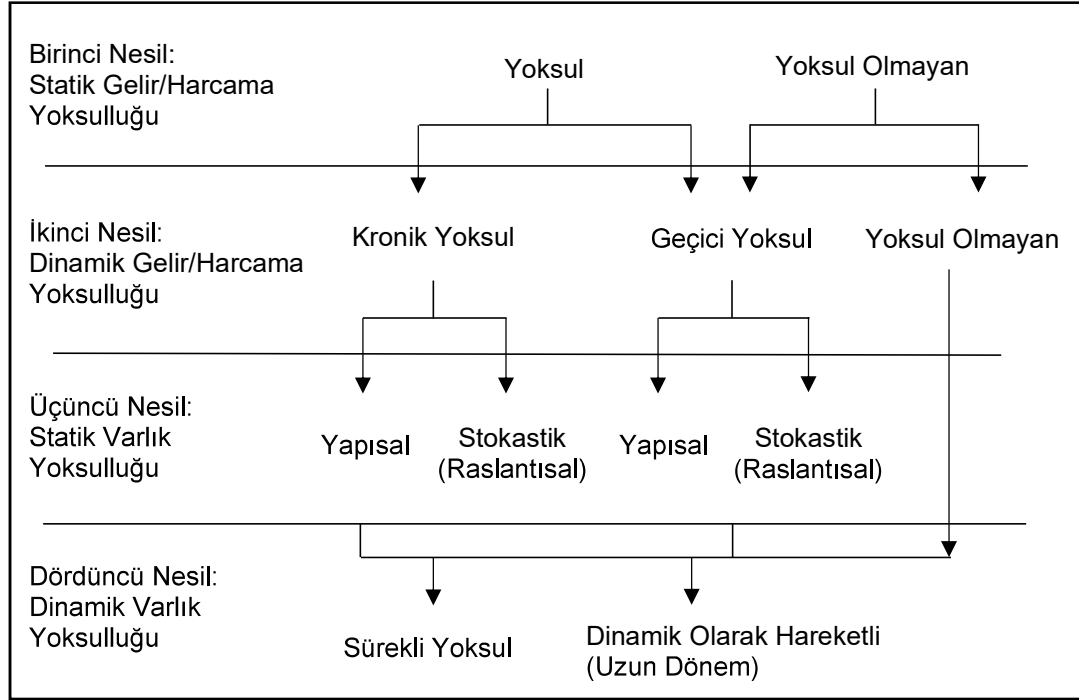 Birinci Nesil:
Statik Gelir/Harcama
Yoksulluğu
Yoksul
Yoksul Olmayan
İkinci Nesil:
Dinamik Gelir/Harcama
Yoksulluğu
Kronik Yoksul
Geçici Yoksul
Yoksul Olmayan
Üçüncü Nesil:
Statik Varlık
Yoksulluğu
Yapısal
Stokastik
(Raslantısal)
Yapısal
Stokastik
(Raslantısal)
Dördüncü Nesil:
Dinamik Varlık
Yoksulluğu
Sürekli Yoksul
Dinamik Olarak Hareketli
(Uzun Dönem)